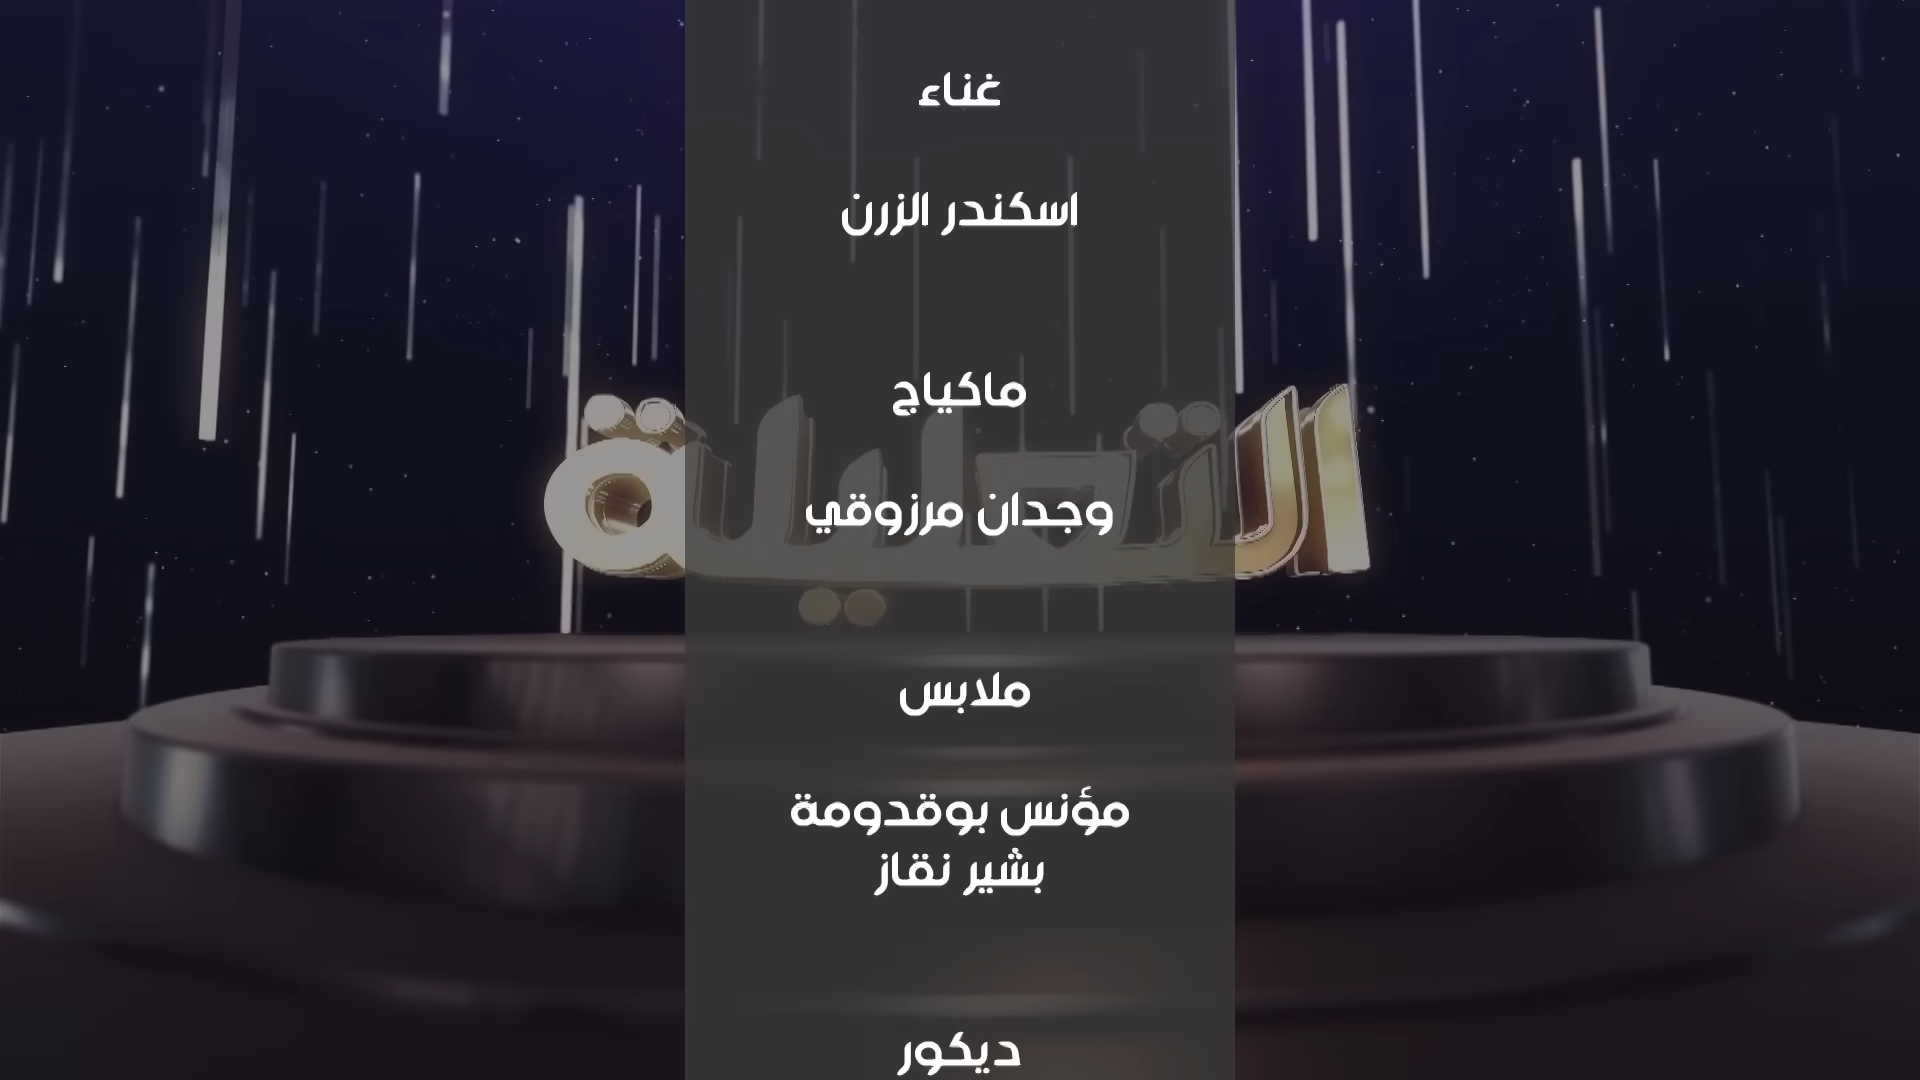 غناء
اسكندر الزرن
ماكياج
وجدان مرزوقي
ملابس
مؤنس بوقدومة
بشير نقاز
ديكور